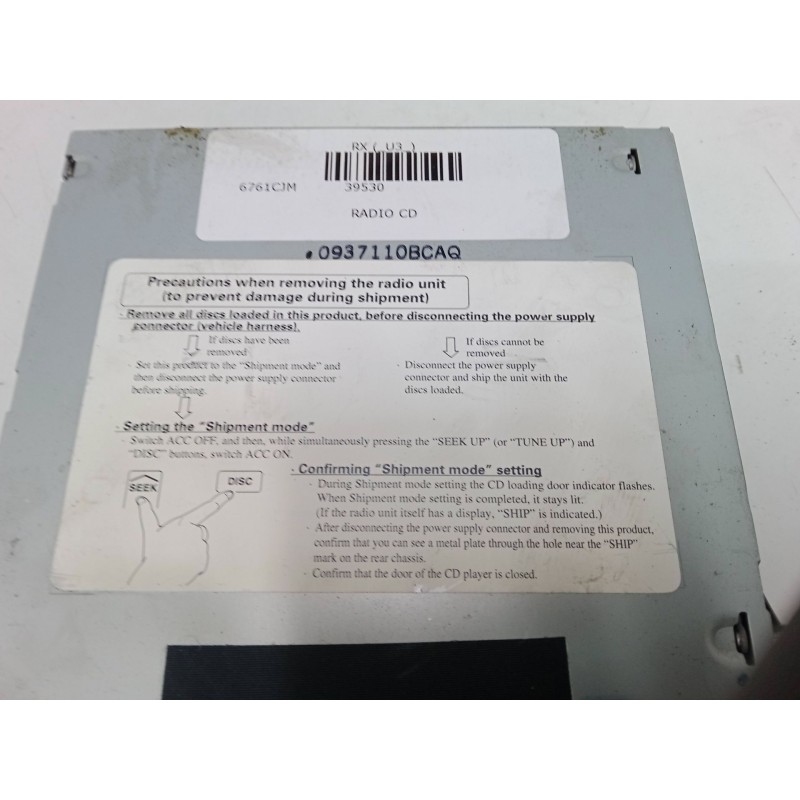 RX ( U3 )
6761CJM 39530
RADIO CD
.0937110BCAQ
Precautions when removing the radio unit
(to prevent damage during shipment)
· Remove all discs loaded in this product, before disconnecting the power supply
connector (vehicle harness).
If discs have been
removed
· Set this product to the "Shipment mode" and
then disconnect the power supply connector
before shipping.
If discs cannot be
removed
· Disconnect the power supply
connector and ship the unit with the
discs loaded.
· Setting the "Shipment mode"
· Switch ACC OFF, and then, while simultaneously pressing the "SEEK UP" (or "TUNE UP") and
"DISC" buttons, switch ACC ON.
SEEK
DISC
· Confirming "Shipment mode" setting
· During Shipment mode setting the CD loading door indicator flashes.
When Shipment mode setting is completed, it stays lit.
(If the radio unit itself has a display, "SHIP" is indicated.)
· After disconnecting the power supply connector and removing this product,
confirm that you can see a metal plate through the hole near the "SHIP"
mark on the rear chassis.
· Confirm that the door of the CD player is closed.